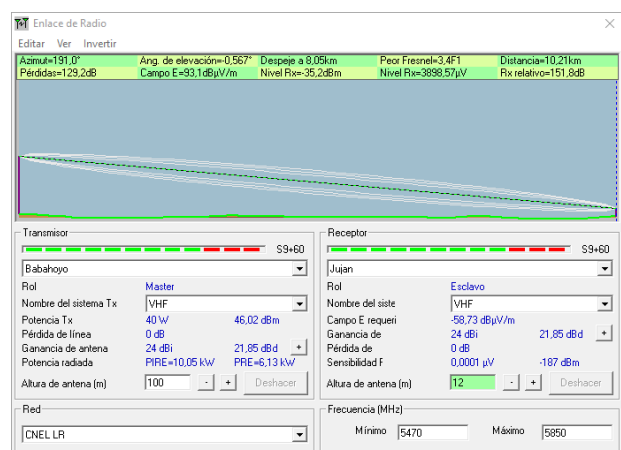 Enlace de Radio
Editar Ver Invertir
Azimut=191,0° Ang. de elevación=-0,567° Despeje a 8,05km Peor Fresnel=3,4F1 Distancia=10,21km
Pérdidas=129,2dB Campo E=93,1dBµV/m Nivel Rx=-35,2dBm Nivel Rx=3898,57µV Rx relativo=151,8dB
Transmisor
S9+60
Babahoyo
Rol Master
Nombre del sistema Tx VHF
Potencia Tx 40 W 46,02 dBm
Pérdida de línea 0 dB
Ganancia de antena 24 dBi 21,85 dBd +
Potencia radiada PIRE=10,05 kW PRE=6,13 kW
Altura de antena (m) 100 - + Deshacer
Receptor
S9+60
Jujan
Rol Esclavo
Nombre del siste VHF
Campo E requeri -58,73 dBµV/m
Ganancia de 24 dBi 21,85 dBd +
Pérdida de 0 dB
Sensibilidad F 0,0001 µV -187 dBm
Altura de antena (m) 12 - + Deshacer
Red
CNEL LR
Frecuencia (MHz)
Mínimo 5470 Máximo 5850